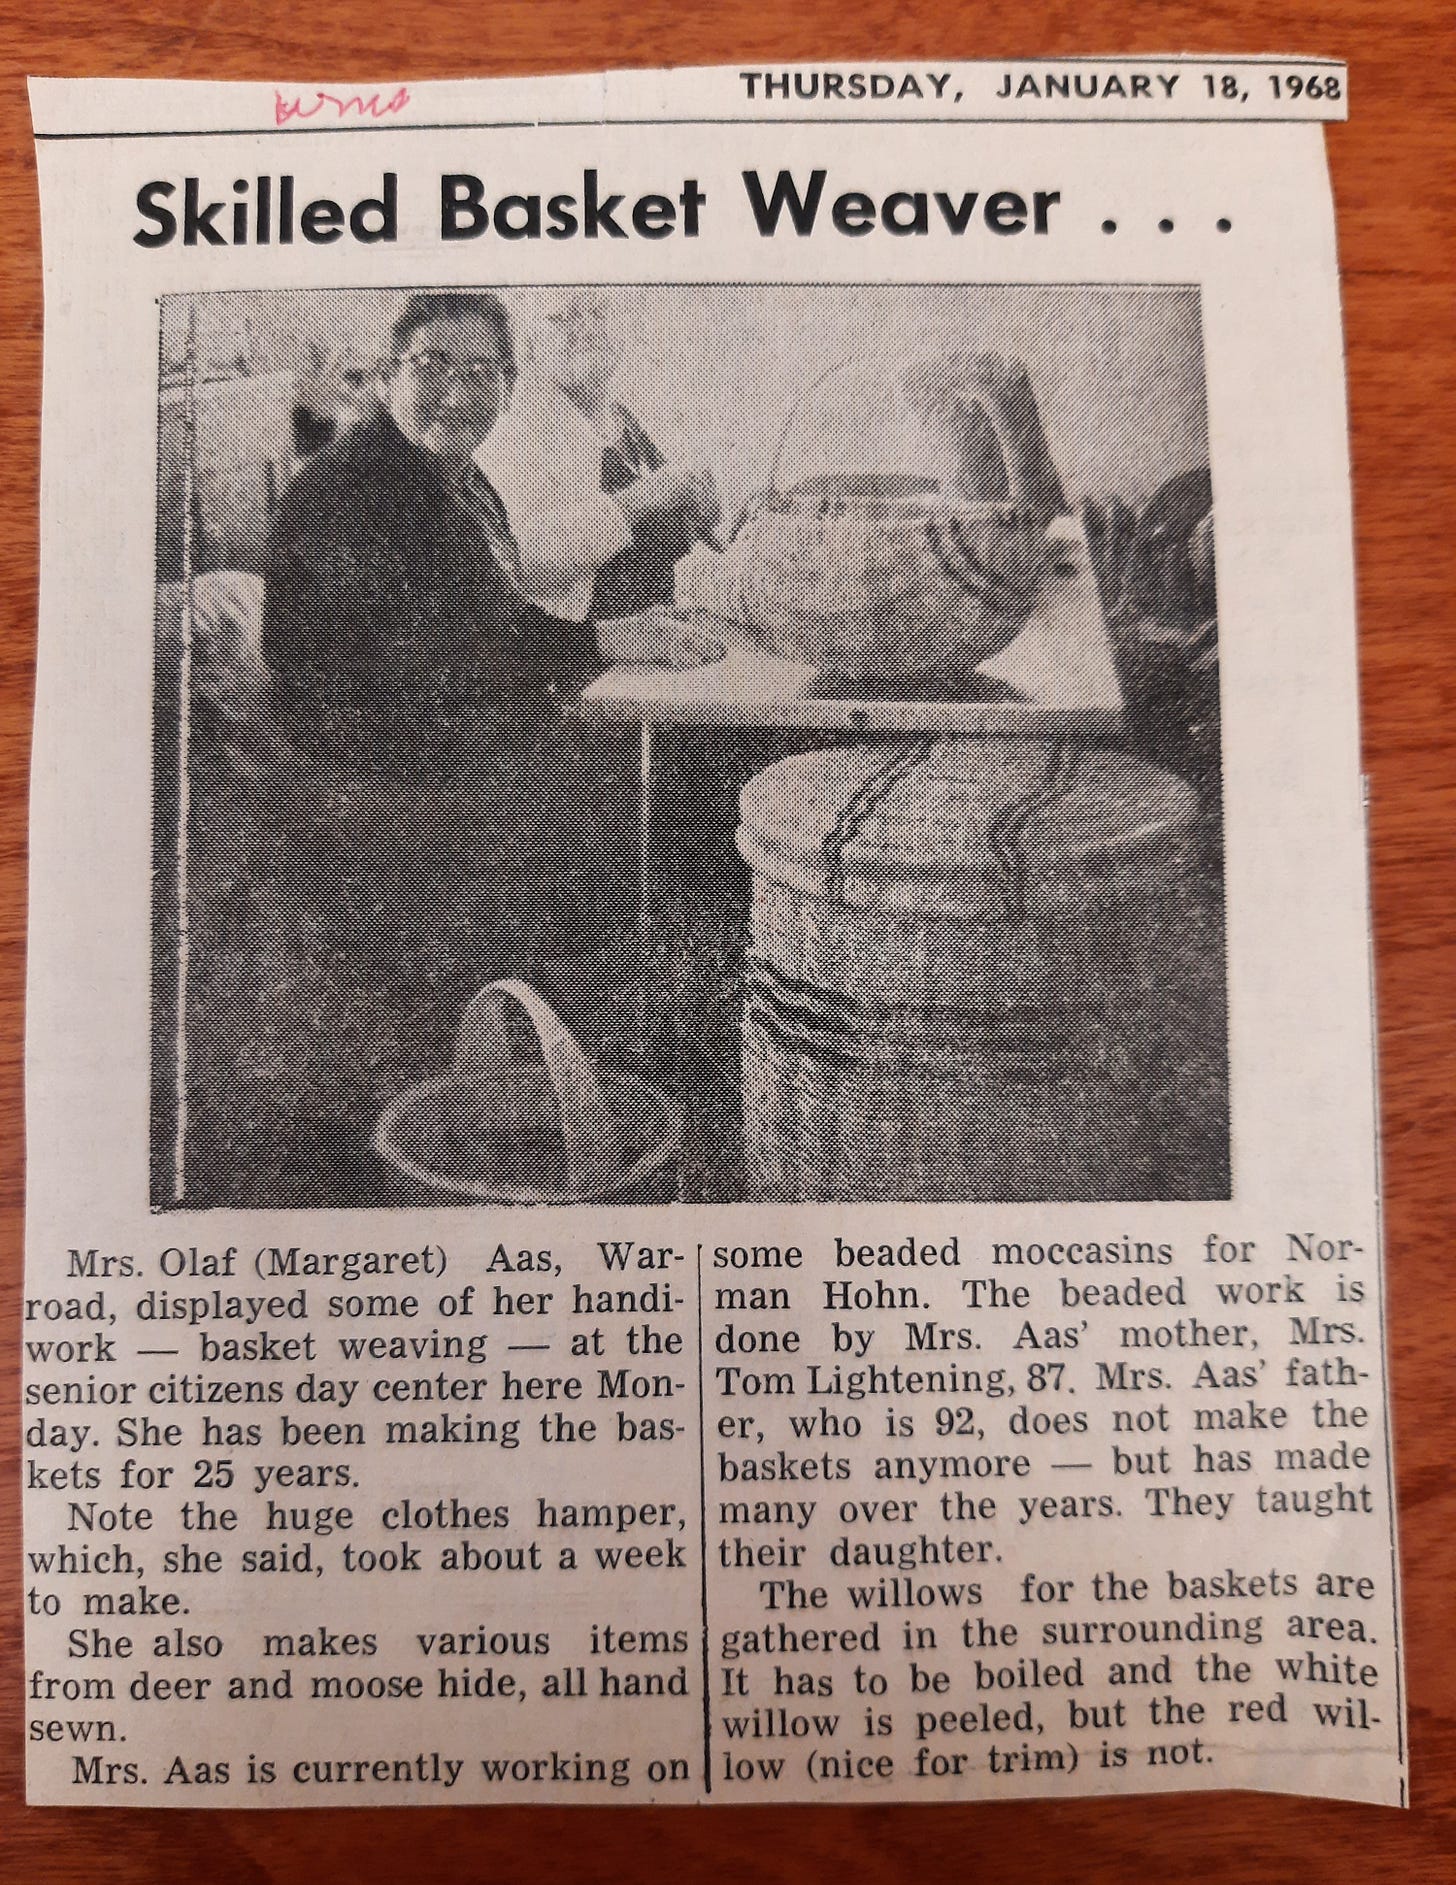 THURSDAY, JANUARY 18, 1968
Skilled Basket Weaver . . .
Mrs. Olaf (Margaret) Aas, War-
road, displayed some of her handi-
work — basket weaving — at the
senior citizens day center here Mon-
day. She has been making the bas-
kets for 25 years.
Note the huge clothes hamper,
which, she said, took about a week
to make.
She also makes various items
from deer and moose hide, all hand
sewn.
Mrs. Aas is currently working on
some beaded moccasins for Nor-
man Hohn. The beaded work is
done by Mrs. Aas’ mother, Mrs.
Tom Lightening, 87. Mrs. Aas’ fath-
er, who is 92, does not make the
baskets anymore — but has made
many over the years. They taught
their daughter.
The willows for the baskets are
gathered in the surrounding area.
It has to be boiled and the white
willow is peeled, but the red wil-
low (nice for trim) is not.